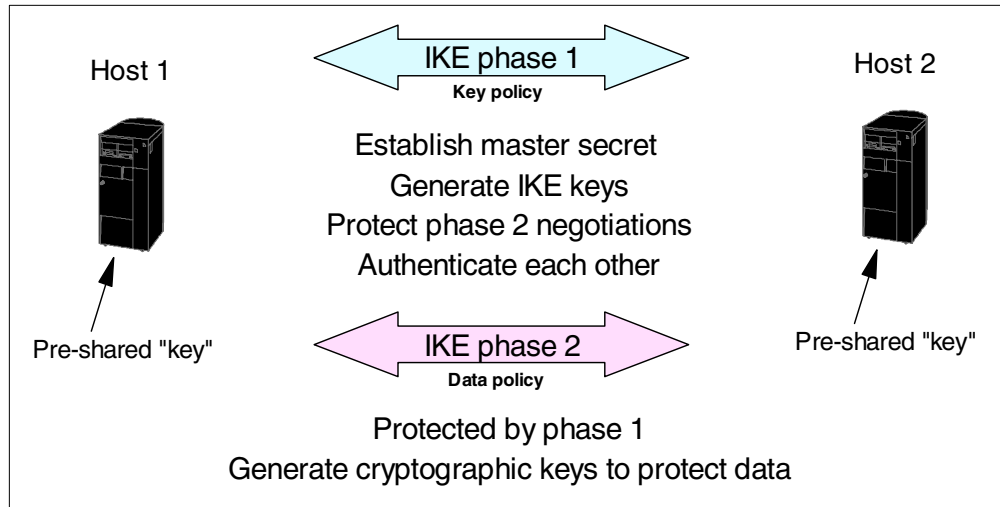 IKE phase 1
Key policy
Host 1
Host 2
Establish master secret
Generate IKE keys
Protect phase 2 negotiations
Authenticate each other
Pre-shared "key"
Pre-shared "key"
IKE phase 2
Data policy
Protected by phase 1
Generate cryptographic keys to protect data